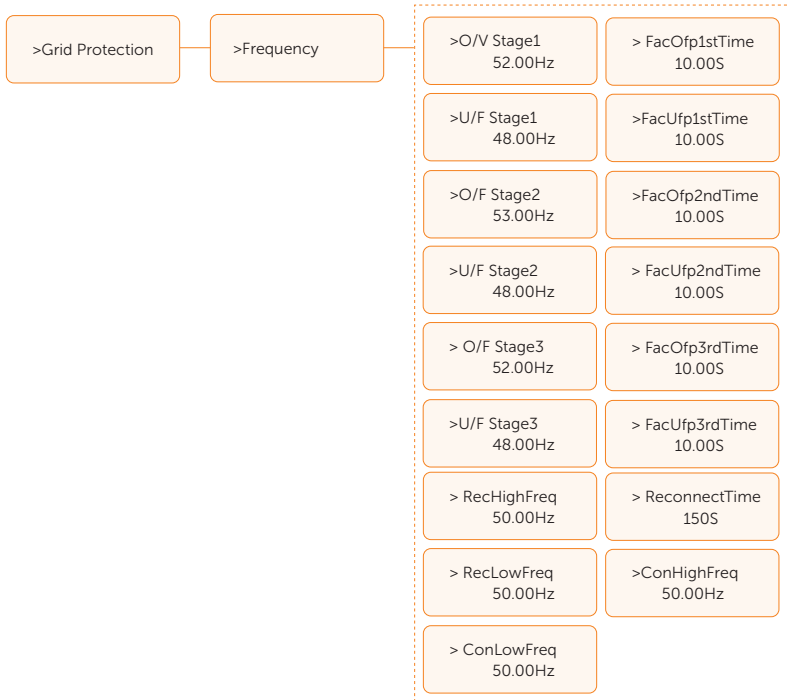 >Grid Protection
>Frequency
>O/V Stage1
52.00Hz
> FacOfp1stTime
10.00S
>U/F Stage1
48.00Hz
>FacUfp1stTime
10.00S
>O/F Stage2
53.00Hz
>FacOfp2ndTime
10.00S
>U/F Stage2
48.00Hz
> FacUfp2ndTime
10.00S
> O/F Stage3
52.00Hz
> FacOfp3rdTime
10.00S
>U/F Stage3
48.00Hz
> FacUfp3rdTime
10.00S
> RecHighFreq
50.00Hz
> ReconnectTime
150S
> RecLowFreq
50.00Hz
>ConHighFreq
50.00Hz
> ConLowFreq
50.00Hz